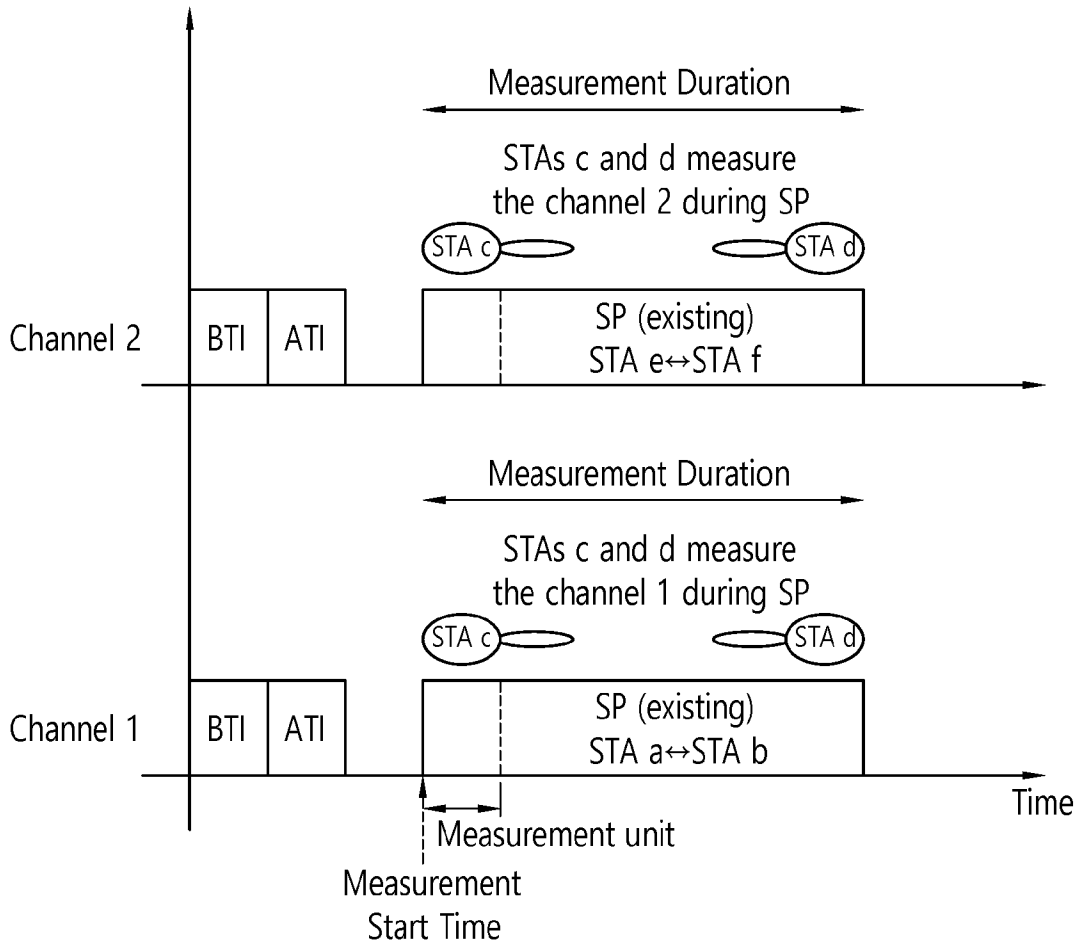 Measurement Duration
STAs c and d measure
the channel 2 during SP
STA c
STA d
Channel 2
BTI
ATI
SP (existing)
STA e↔STA f
Measurement Duration
STAs c and d measure
the channel 1 during SP
STA c
STA d
Channel 1
BTI
ATI
SP (existing)
STA a↔STA b
Time
Measurement unit
Measurement
Start Time